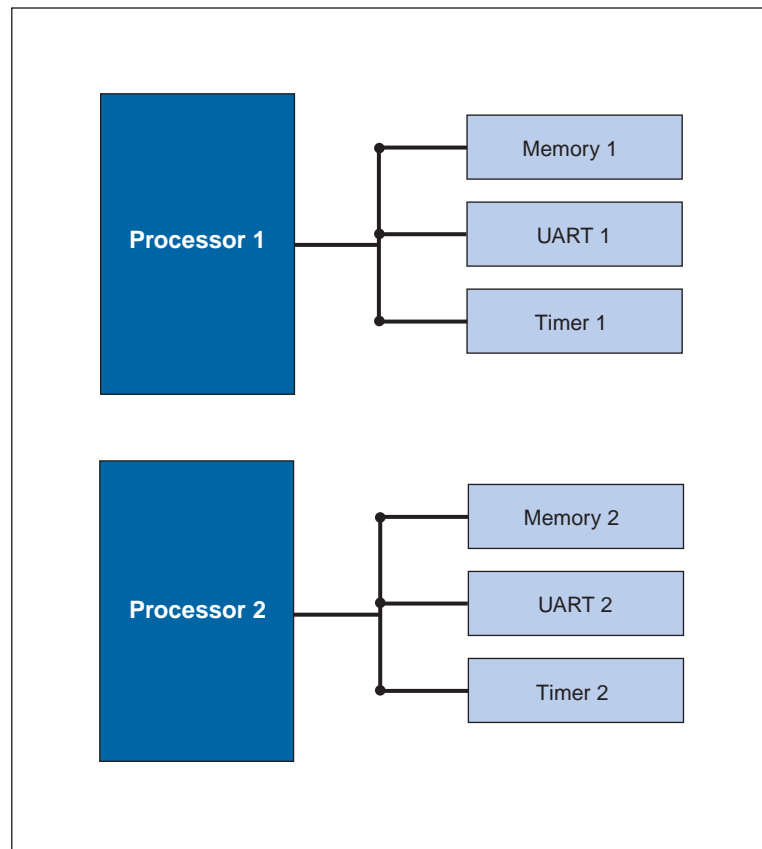 Processor 1
Memory 1
UART 1
Timer 1
Processor 2
Memory 2
UART 2
Timer 2